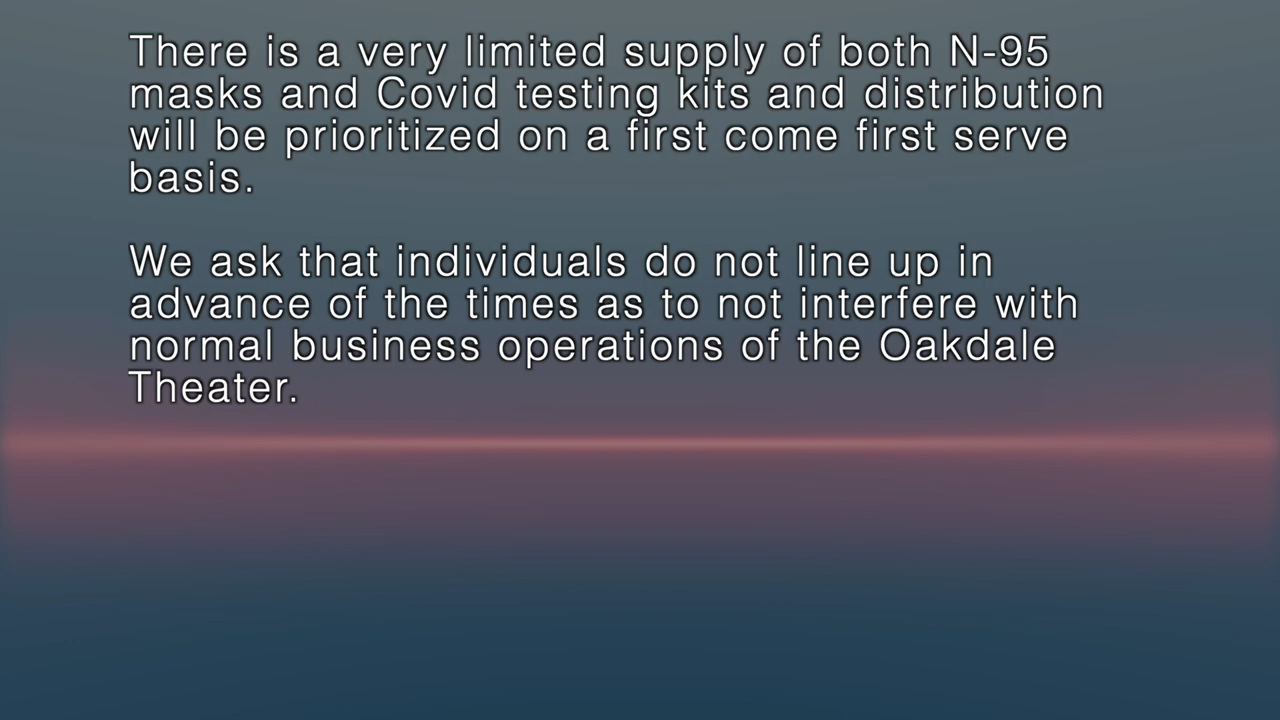 There is a very limited supply of both N-95
masks and Covid testing kits and distribution
will be prioritized on a first come first serve
basis.
We ask that individuals do not line up in
advance of the times as to not interfere with
normal business operations of the Oakdale
Theater.